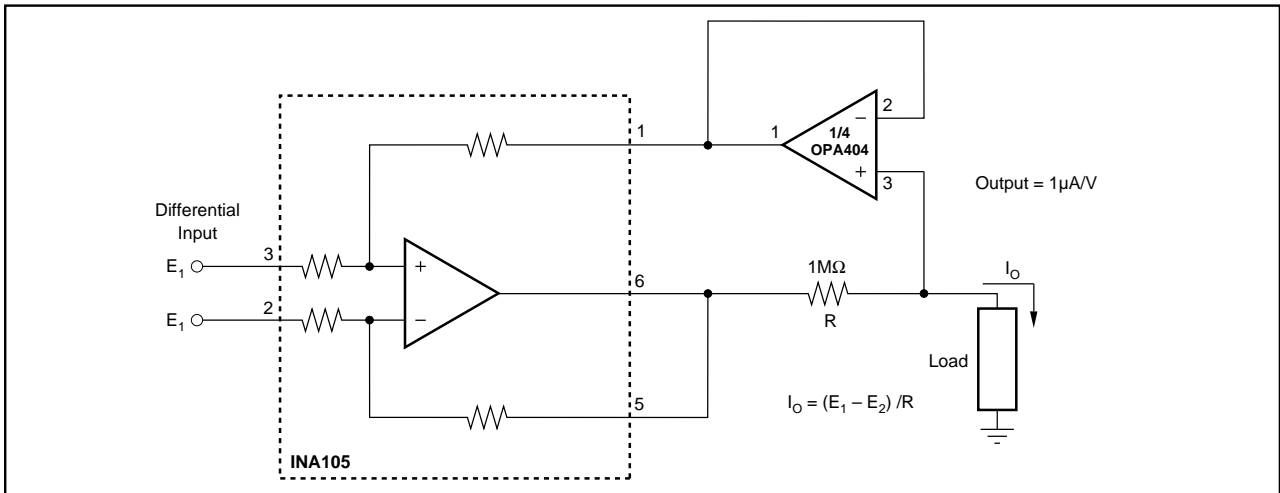 Differential
Input
E1
3
E1
2
+
−
INA105
1
6
5
1
1/4
OPA404
−
2
+
3
Output = 1µA/V
1MΩ
R
IO
Load
IO = (E1 – E2) /R